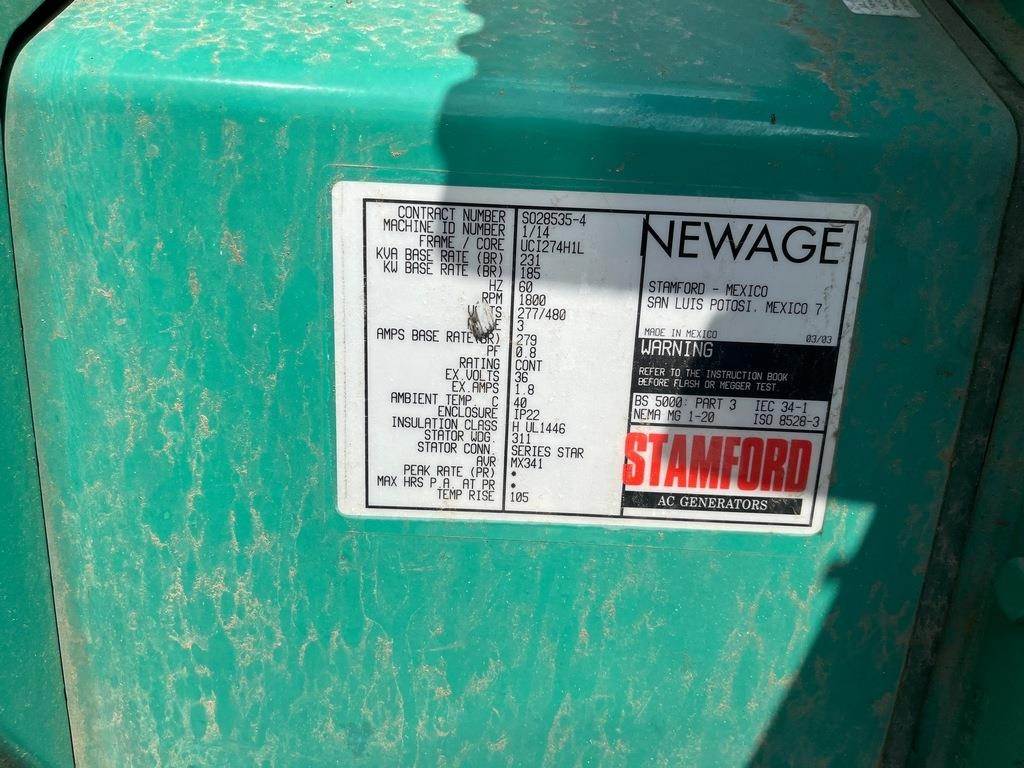 CONTRACT NUMBER SO28535-4
MACHINE ID NUMBER 1/14
FRAME / CORE UCI274H1L
KVA BASE RATE (BR) 231
KW BASE RATE (BR) 185
HZ 60
RPM 1800
277/480
3
AMPS BASE RATE (BR) 279
PF 0.8
RATING CONT
EX.VOLTS 36
EX.AMPS 1.8
AMBIENT TEMP. C 40
ENCLOSURE IP22
INSULATION CLASS H UL1446
STATOR WDG. 311
STATOR CONN. SERIES STAR
AVR MX341
PEAK RATE (PR) *
MAX HRS P.A. AT PR *
TEMP RISE 105
NEWAGE
STAMFORD - MEXICO
SAN LUIS POTOSI. MEXICO 7
MADE IN MEXICO 03/03
WARNING
REFER TO THE INSTRUCTION BOOK
BEFORE FLASH OR MEGGER TEST.
BS 5000: PART 3 IEC 34-1
NEMA MG 1-20 ISO 8528-3
STAMFORD
AC GENERATORS